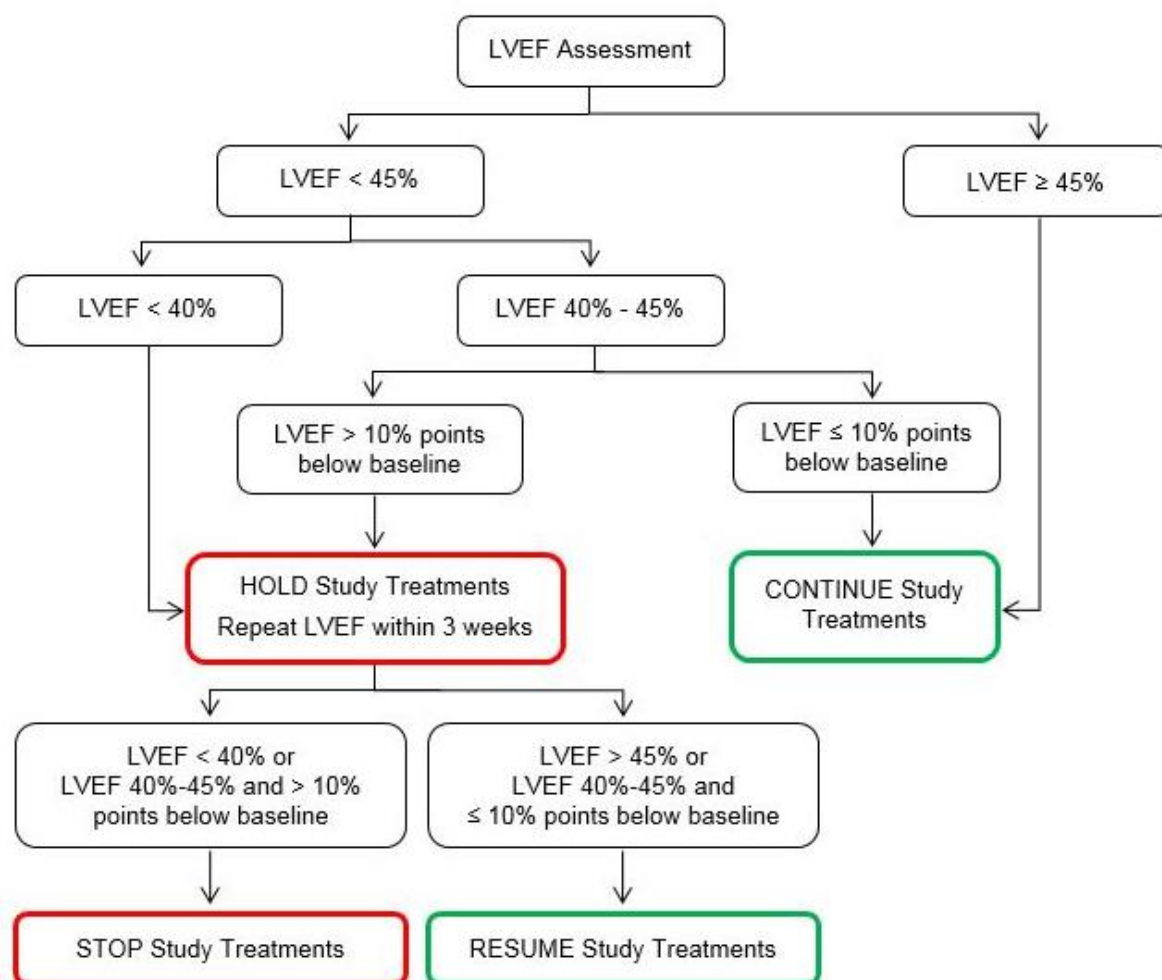 LVEF Assessment
LVEF < 45%
LVEF ≥ 45%
LVEF < 40%
LVEF 40% - 45%
LVEF > 10% points
below baseline
LVEF ≤ 10% points
below baseline
HOLD Study Treatments
Repeat LVEF within 3 weeks
CONTINUE Study
Treatments
LVEF < 40% or
LVEF 40%-45% and > 10%
points below baseline
LVEF > 45% or
LVEF 40%-45% and
≤ 10% points below baseline
STOP Study Treatments
RESUME Study Treatments